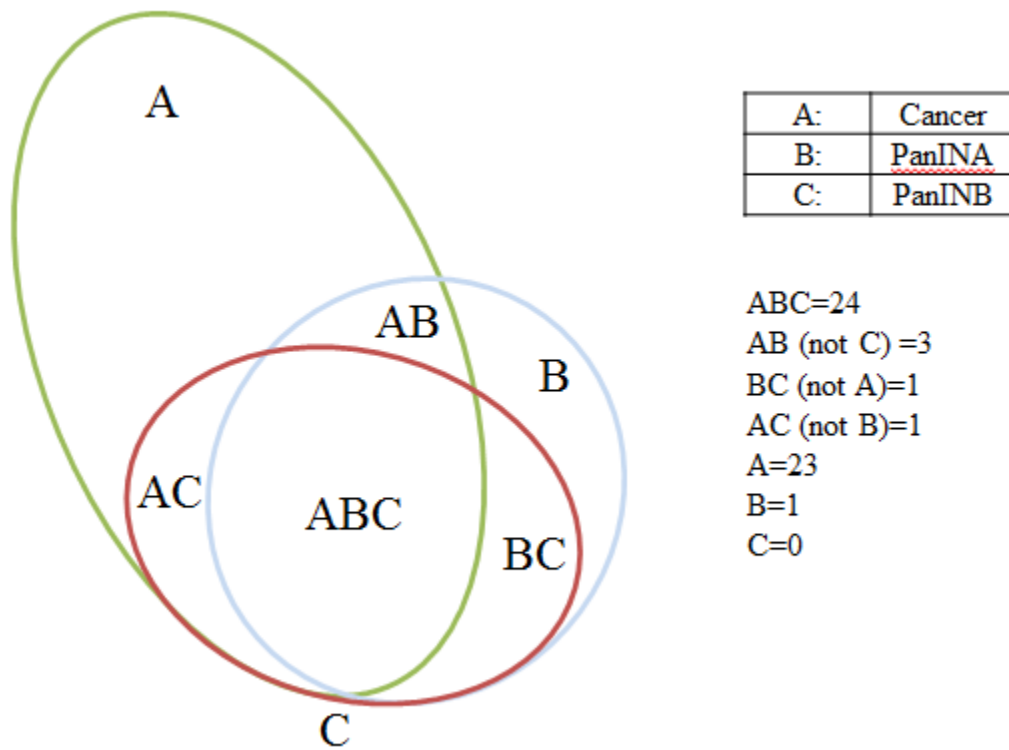 A
A: Cancer
B: PanINA
C: PanINB
AB
B
AC
ABC
BC
C
ABC=24
AB (not C) =3
BC (not A)=1
AC (not B)=1
A=23
B=1
C=0